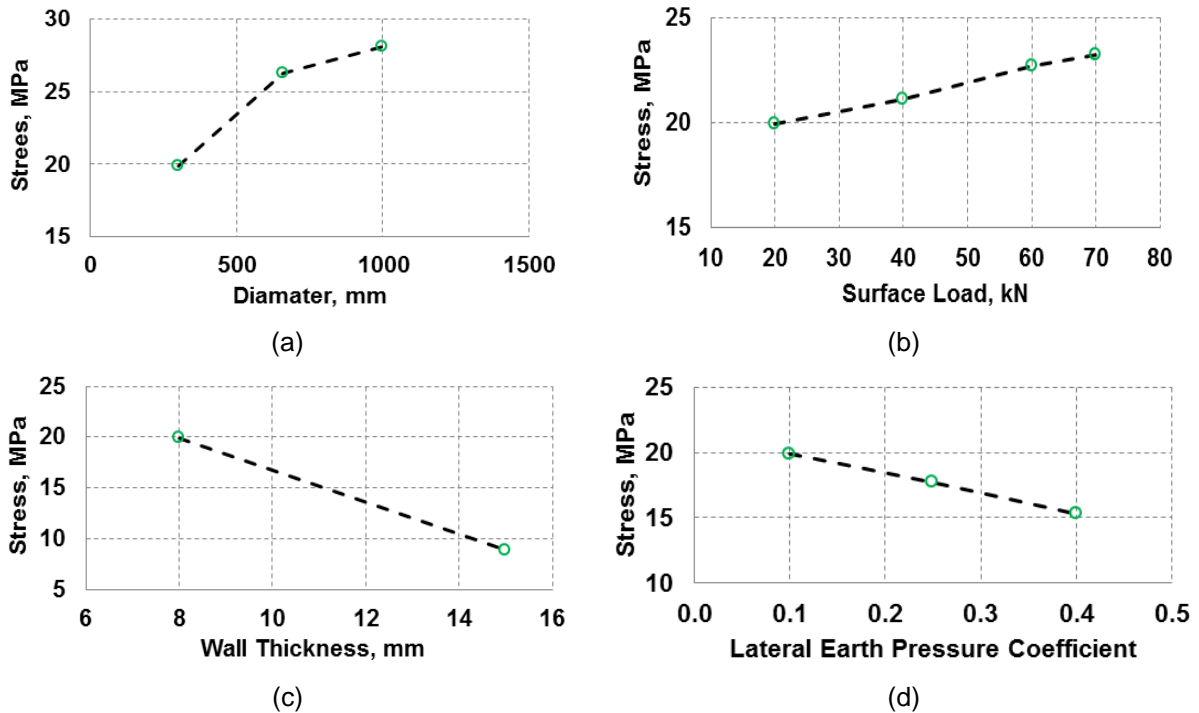 30
25
20
15
Strees, MPa
0 500 1000 1500
Diamater, mm
(a)
25
20
15
Stress, MPa
10 20 30 40 50 60 70 80
Surface Load, kN
(b)
25
20
15
10
5
Stress, MPa
6 8 10 12 14 16
Wall Thickness, mm
(c)
25
20
15
10
Stress, MPa
0.0 0.1 0.2 0.3 0.4 0.5
Lateral Earth Pressure Coefficient
(d)